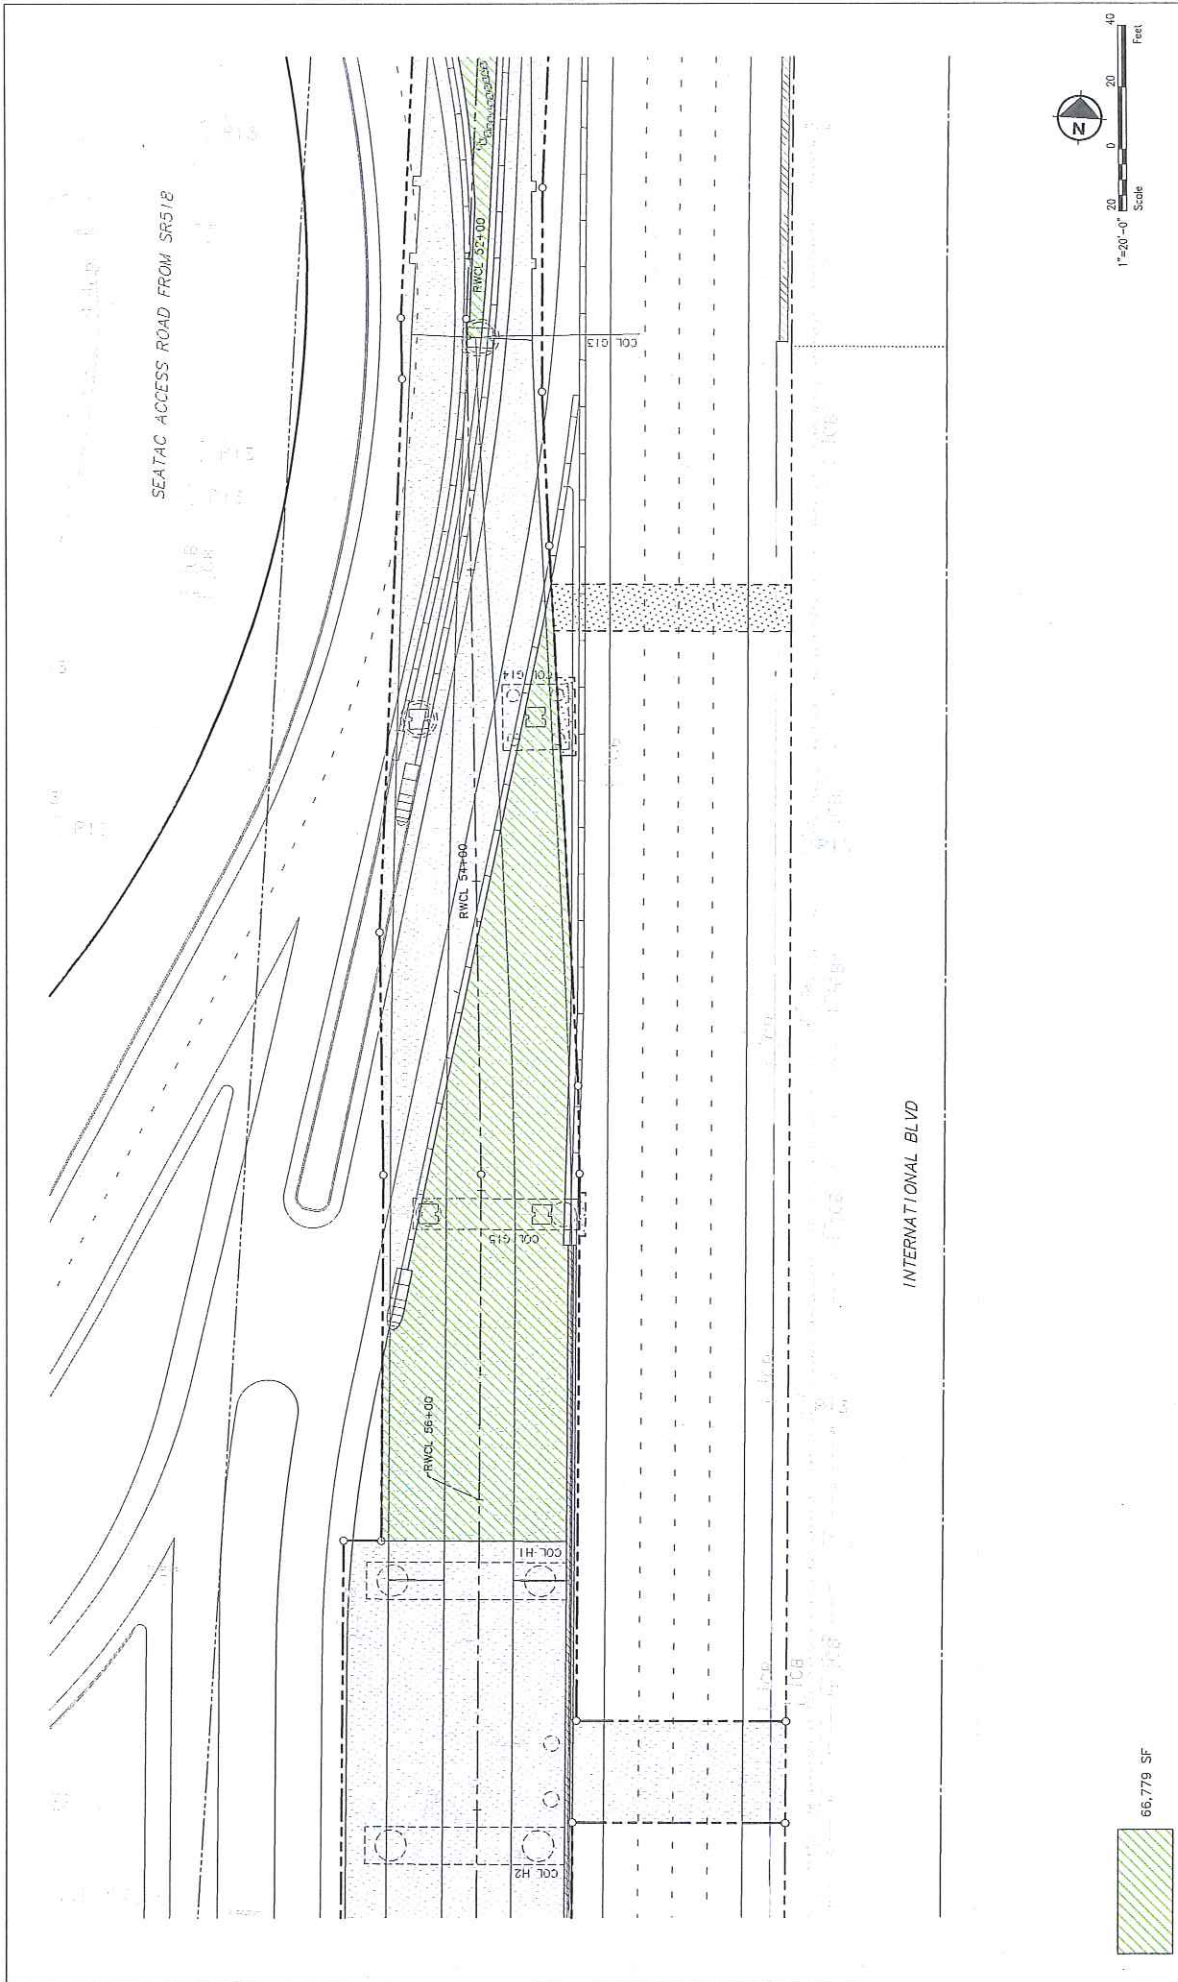 SEATAC ACCESS ROAD FROM SR518
RWCL 52+00
COL G13
COL G14
RWCL 54+00
COL G15
RWCL 56+00
COL H1
COL H2
INTERNATIONAL BLVD
N
1"=20'-0"
20 0 20 40
Scale Feet
66,779 SF